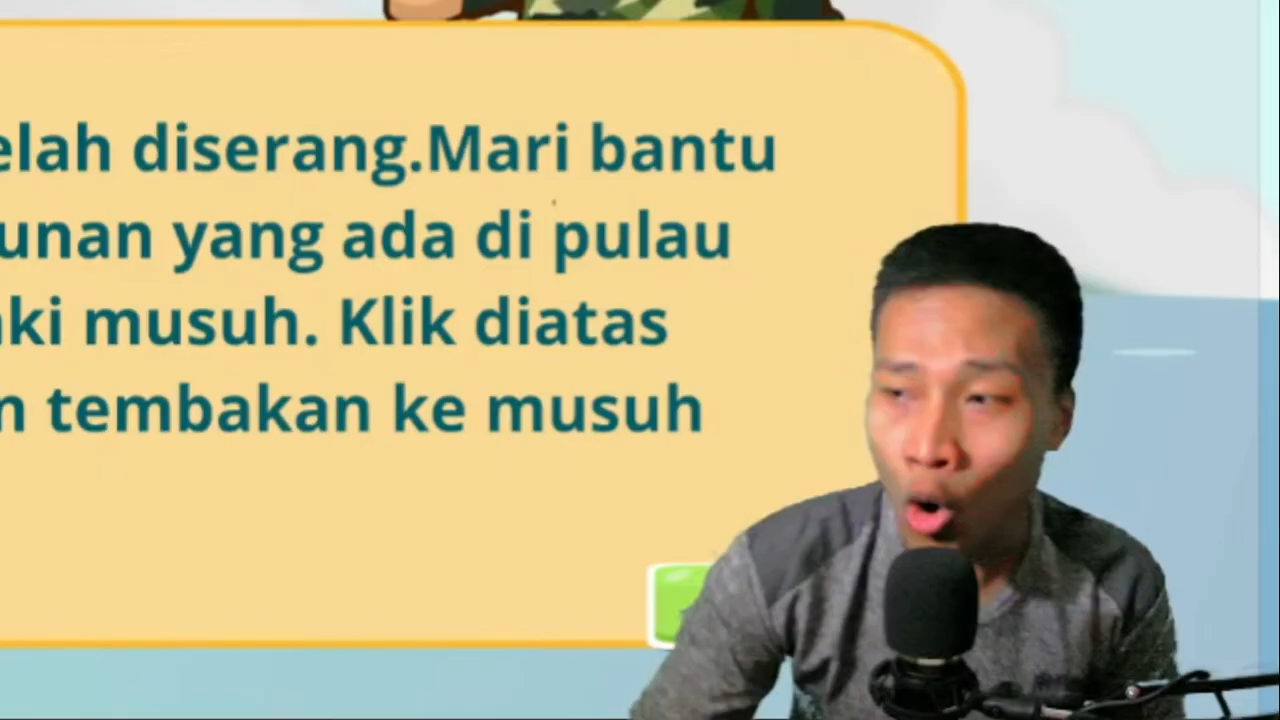 elah diserang.Mari bantu
unan yang ada di pulau
ki musuh. Klik diatas
n tembakan ke musuh